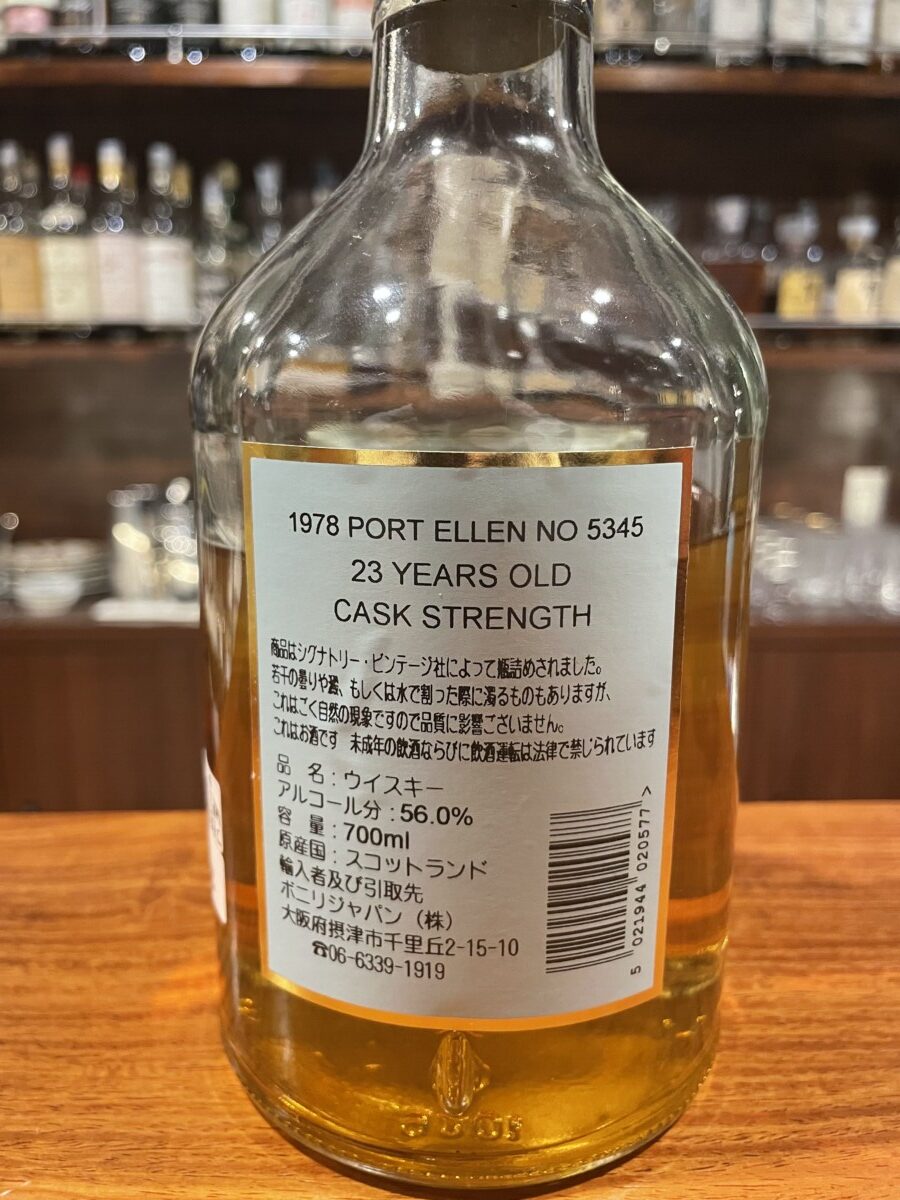 1978 PORT ELLEN NO 5345
23 YEARS OLD
CASK STRENGTH
商品はシグナトリー・ビンテージ社によって瓶詰めされました。
若干の曇りや澱、もしくは水で割った際に濁るものもありますが、
これはごく自然の現象ですので品質に影響ございません。
これはお酒です 未成年の飲酒ならびに飲酒運転は法律で禁じられています
品 名:ウイスキー
アルコール分:56.0%
容 量:700ml
原産国:スコットランド
輸入者及び引取先
ボニリジャパン(株)
大阪府摂津市千里丘2-15-10
☎06-6339-1919
5 021944 020577 >